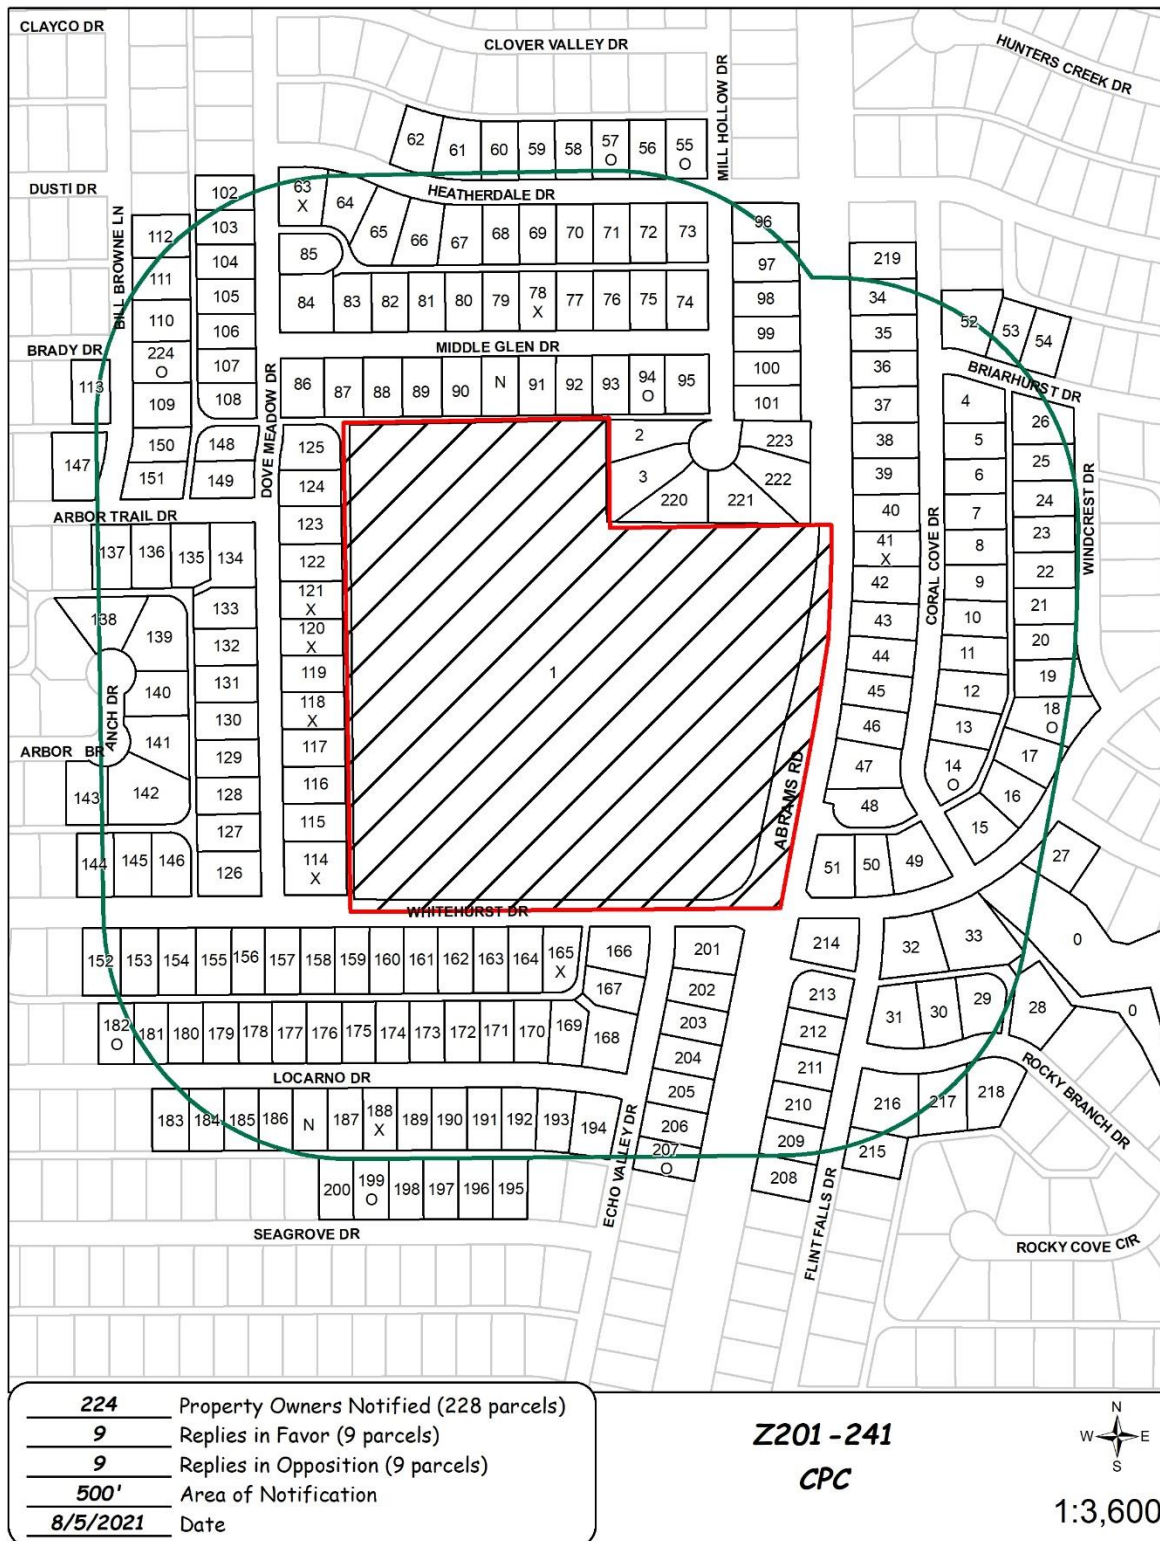 CLAYCO DR
CLOVER VALLEY DR
HUNTERS CREEK DR
MILL HOLLOW DR
62 61 60 59 58 57 56 55
O O
DUSTI DR
HEATHERDALE DR
BILL BROWNE LN
102
63
X
64
65 66 67 68 69 70 71 72 73
96
112 103
111 104
85
97
219
105
84 83 82 81 80 79 78 77 76 75 74
X
98
34
110 106
99
35
52 53 54
BRADY DR
MIDDLE GLEN DR
224
O
107
100
36
BRIARHURST DR
113
109 108
DOVE MEADOW DR
86 87 88 89 90 N 91 92 93 94 95
O
101
37
4
26
150 148
125
2
223
38
5
147
151 149
124
3
222
39
6
25
220 221
24
ARBOR TRAIL DR
123
40
7
23
WINDCREST DR
137 136 135 134
122
41
X
8
CORAL COVE DR
22
133
121
X
42
9
21
138
139
132
120
X
43
10
20
140
131
119
1
44
11
19
ANCH DR
130
118
X
45
12
18
O
141
129
117
46
13
17
ARBOR BR
143 142
128
116
ABRAMS RD
47
14
O
16
127
115
48
15
144 145 146
126
114
X
51 50 49
27
WHITEHURST DR
152 153 154 155 156 157 158 159 160 161 162 163 164 165
X
166
201
214
32
33
0
167
202
213
31 30 29
28
0
182
O
181 180 179 178 177 176 175 174 173 172 171 170 169 168
203
212
LOCARNO DR
204
211
ROCKY BRANCH DR
183 184 185 186 N 187 188 189 190 191 192 193 194
X
205
210
216 217 218
206
209
215
207
O
208
ECHO VALLEY DR
200 199 198 197 196 195
O
FLINT FALLS DR
SEAGROVE DR
ROCKY COVE CIR
224 Property Owners Notified (228 parcels)
9 Replies in Favor (9 parcels)
9 Replies in Opposition (9 parcels)
500' Area of Notification
8/5/2021 Date
Z201-241
CPC
N
W E
S
1:3,600